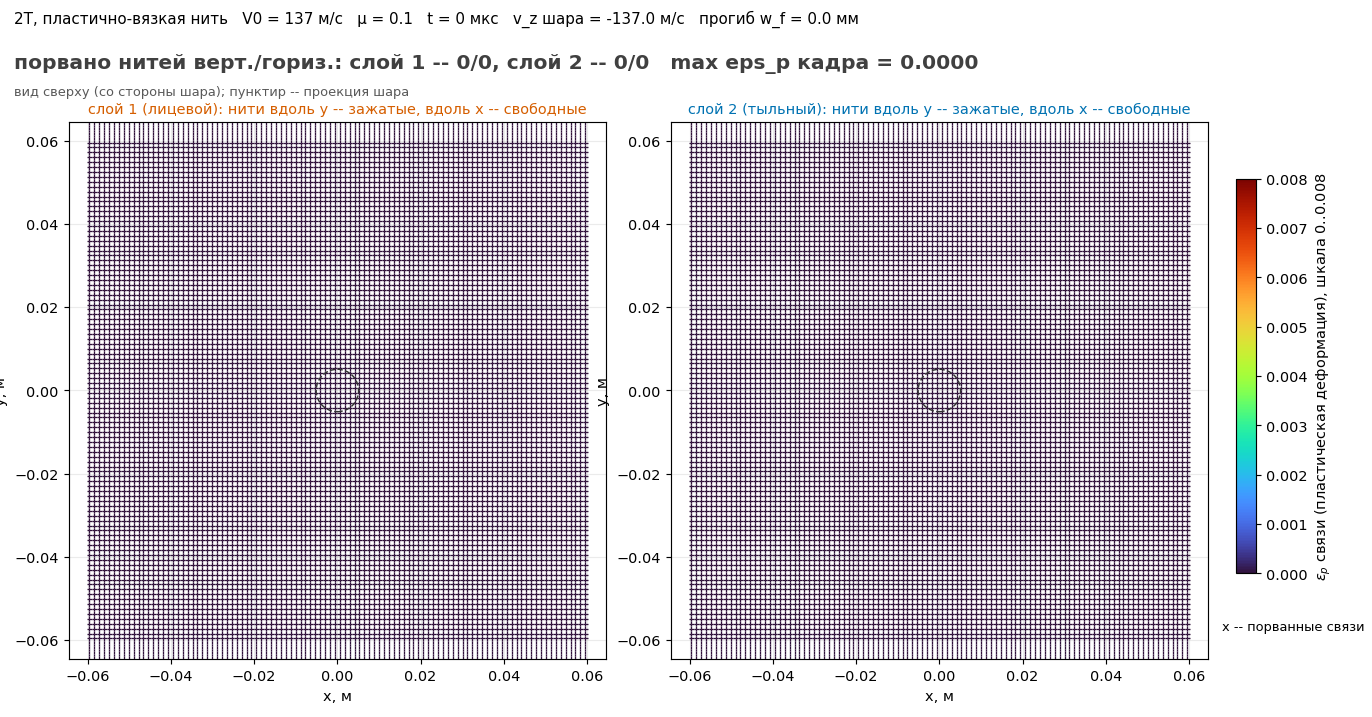 2T, пластично-вязкая нить   V0 = 137 м/с   μ = 0.1   t = 0 мкс   v_z шара = -137.0 м/с   прогиб w_f = 0.0 мм
порвано нитей верт./гориз.: слой 1 -- 0/0, слой 2 -- 0/0   max eps_p кадра = 0.0000
вид сверху (со стороны шара); пунктир -- проекция шара
слой 1 (лицевой): нити вдоль y -- зажатые, вдоль x -- свободные
0.06
0.04
0.02
0.00
−0.02
−0.04
−0.06
y, м
−0.06 −0.04 −0.02 0.00 0.02 0.04 0.06
x, м
слой 2 (тыльный): нити вдоль y -- зажатые, вдоль x -- свободные
0.06
0.04
0.02
0.00
−0.02
−0.04
−0.06
y, м
−0.06 −0.04 −0.02 0.00 0.02 0.04 0.06
x, м
0.008
0.007
0.006
0.005
0.004
0.003
0.002
0.001
0.000
ε_p связи (пластическая деформация), шкала 0..0.008
x -- порванные связи